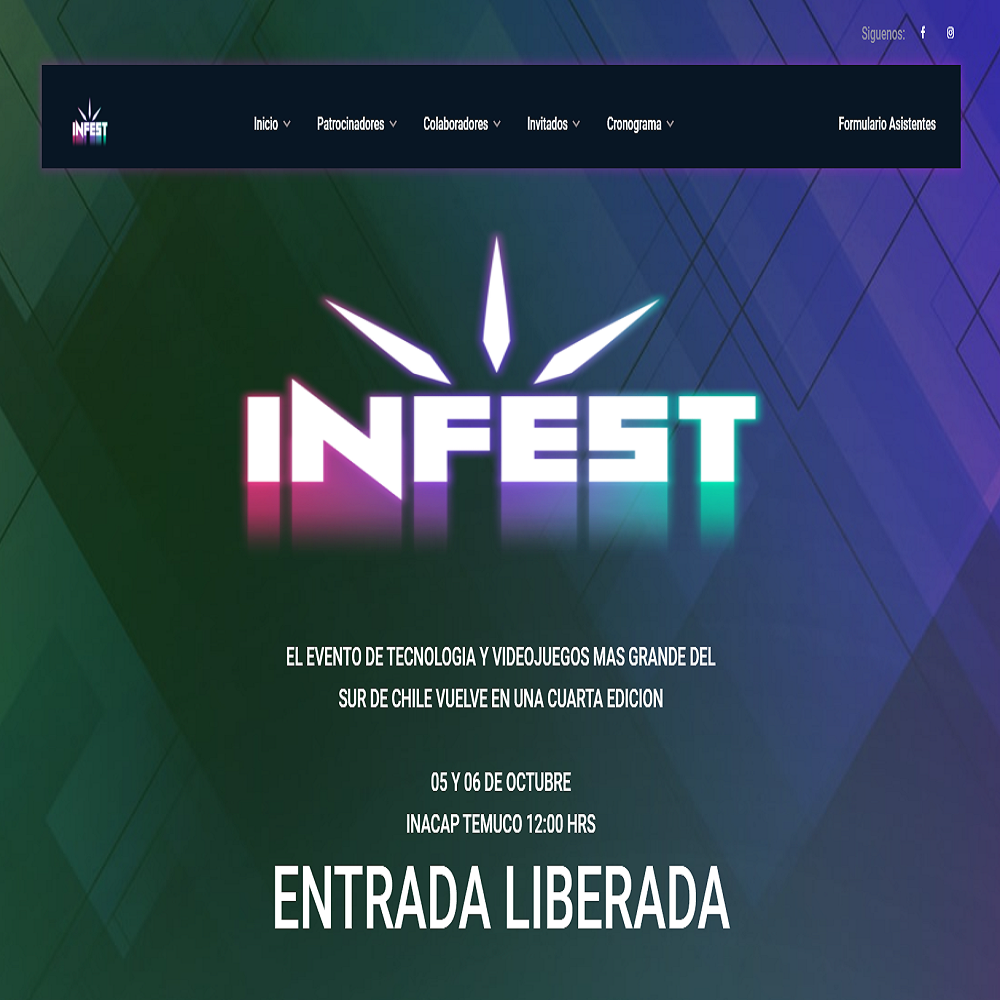 Siguenos:
INFEST
Inicio
Patrocinadores
Colaboradores
Invitados
Cronograma
Formulario Asistentes
INFEST
EL EVENTO DE TECNOLOGIA Y VIDEOJUEGOS MAS GRANDE DEL
SUR DE CHILE VUELVE EN UNA CUARTA EDICION
05 Y 06 DE OCTUBRE
INACAP TEMUCO 12:00 HRS
ENTRADA LIBERADA